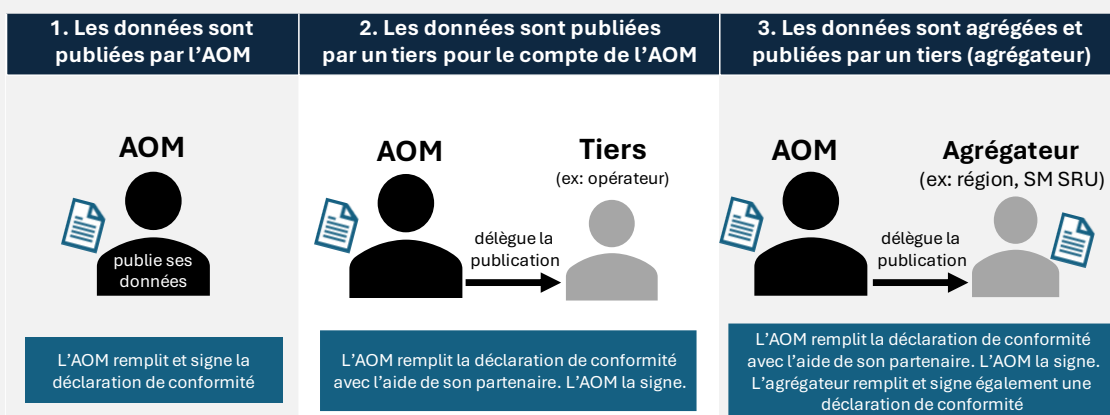 1. Les données sont
publiées par l’AOM
2. Les données sont publiées
par un tiers pour le compte de l’AOM
3. Les données sont agrégées et
publiées par un tiers (agrégateur)
AOM
publie ses
données
L’AOM remplit et signe la
déclaration de conformité
AOM
Tiers
(ex: opérateur)
délègue la
publication
L’AOM remplit la déclaration de conformité
avec l’aide de son partenaire. L’AOM la signe.
AOM
Agrégateur
(ex: région, SM SRU)
délègue la
publication
L’AOM remplit la déclaration de conformité
avec l’aide de son partenaire. L’AOM la signe.
L’agrégateur remplit et signe également une
déclaration de conformité